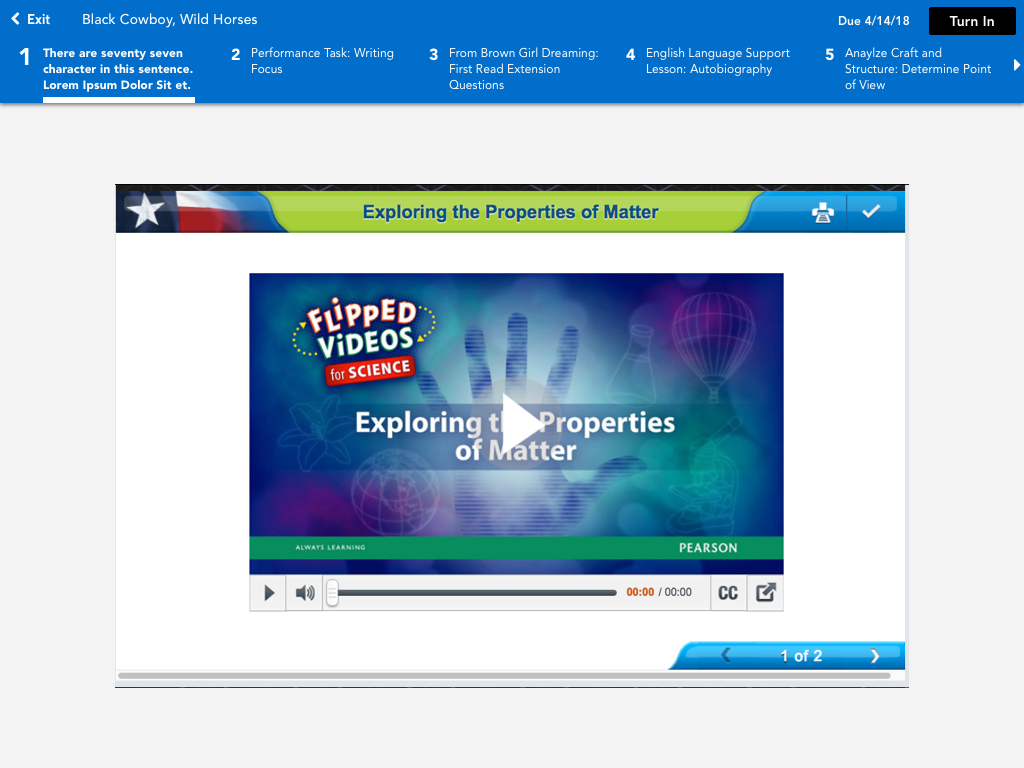 Exit
Black Cowboy, Wild Horses
Due 4/14/18
Turn In
1
There are seventy seven
character in this sentence.
Lorem Ipsum Dolor Sit et.
2
Performance Task: Writing
Focus
3
From Brown Girl Dreaming:
First Read Extension
Questions
4
English Language Support
Lesson: Autobiography
5
Anaylze Craft and
Structure: Determine Point
of View
Exploring the Properties of Matter
FLiPPED
ViDEOS
for SCIENCE
Exploring the Properties
of Matter
ALWAYS LEARNING
PEARSON
00:00 / 00:00
CC
1 of 2